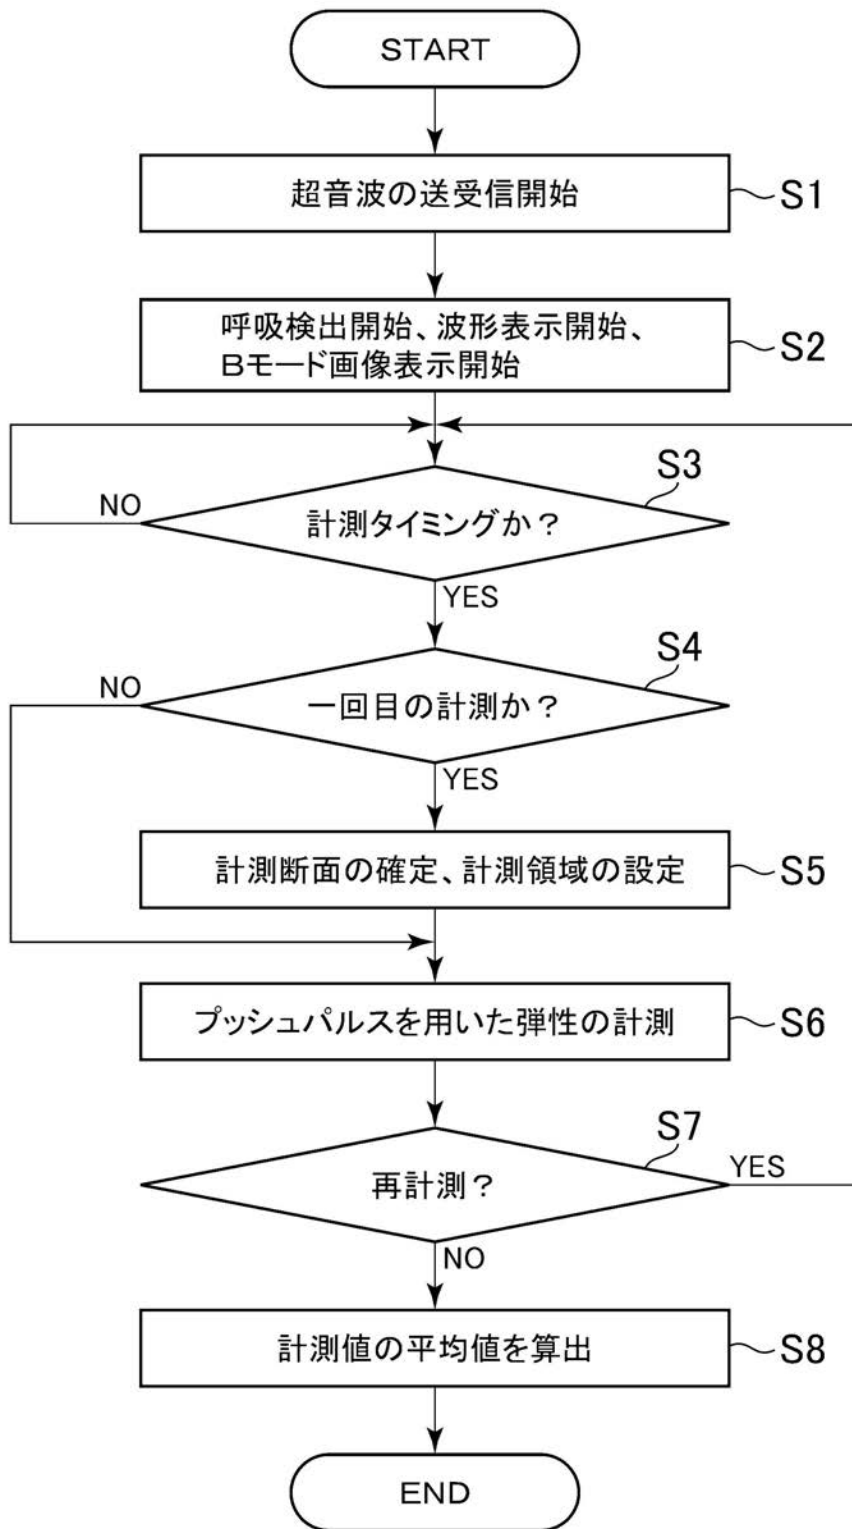 START
超音波の送受信開始
S1
呼吸検出開始、波形表示開始、
Bモード画像表示開始
S2
S3
NO
計測タイミングか？
YES
S4
NO
一回目の計測か？
YES
計測断面の確定、計測領域の設定
S5
プッシュパルスを用いた弾性の計測
S6
S7
YES
再計測？
NO
計測値の平均値を算出
S8
END